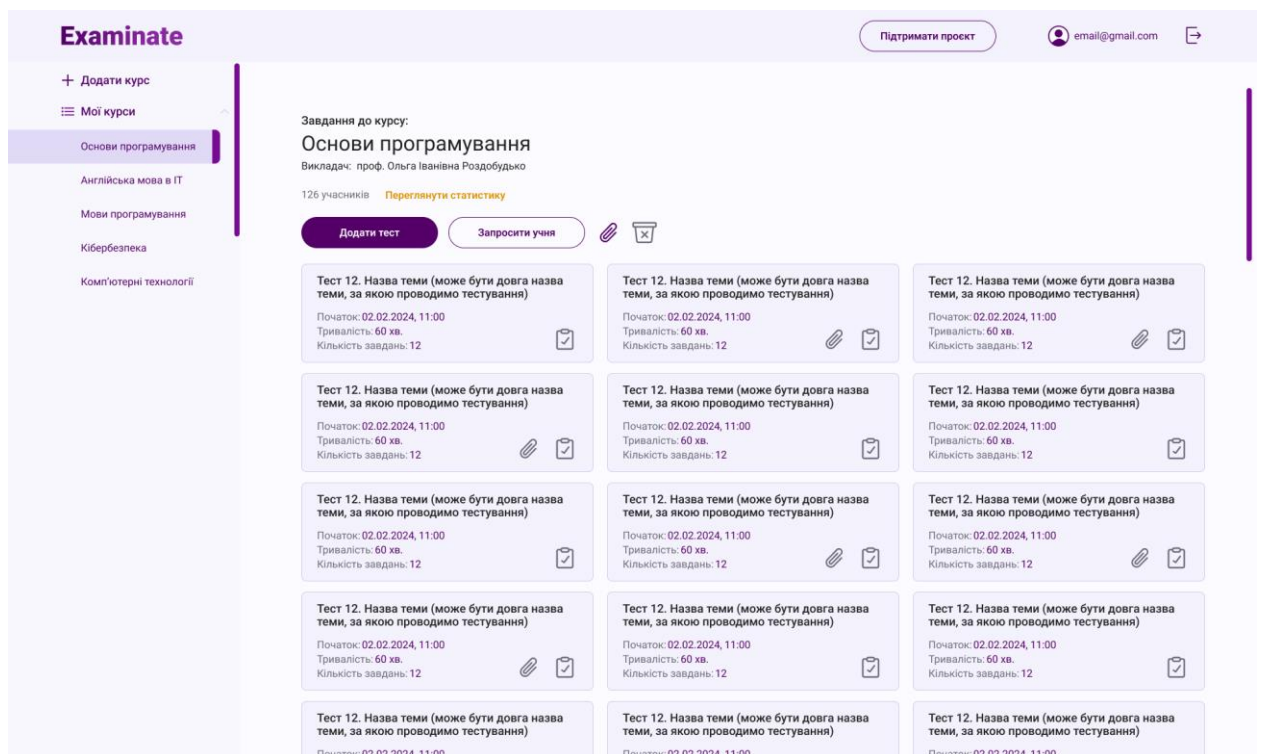 Examinate
Підтримати проєкт
email@gmail.com
Додати курс
Мої курси
Основи програмування
Англійська мова в ІТ
Мови програмування
Кібербезпека
Комп'ютерні технології
Завдання до курсу:
Основи програмування
Викладач: проф. Ольга Іванівна Роздобудько
126 учасників Переглянути статистику
Додати тест
Запросити учня
Тест 12. Назва теми (може бути довга назва
теми, за якою проводимо тестування)
Початок: 02.02.2024, 11:00
Тривалість: 60 хв.
Кількість завдань: 12
Тест 12. Назва теми (може бути довга назва
теми, за якою проводимо тестування)
Початок: 02.02.2024, 11:00
Тривалість: 60 хв.
Кількість завдань: 12
Тест 12. Назва теми (може бути довга назва
теми, за якою проводимо тестування)
Початок: 02.02.2024, 11:00
Тривалість: 60 хв.
Кількість завдань: 12
Тест 12. Назва теми (може бути довга назва
теми, за якою проводимо тестування)
Початок: 02.02.2024, 11:00
Тривалість: 60 хв.
Кількість завдань: 12
Тест 12. Назва теми (може бути довга назва
теми, за якою проводимо тестування)
Початок: 02.02.2024, 11:00
Тривалість: 60 хв.
Кількість завдань: 12
Тест 12. Назва теми (може бути довга назва
теми, за якою проводимо тестування)
Початок: 02.02.2024, 11:00
Тривалість: 60 хв.
Кількість завдань: 12
Тест 12. Назва теми (може бути довга назва
теми, за якою проводимо тестування)
Початок: 02.02.2024, 11:00
Тривалість: 60 хв.
Кількість завдань: 12
Тест 12. Назва теми (може бути довга назва
теми, за якою проводимо тестування)
Початок: 02.02.2024, 11:00
Тривалість: 60 хв.
Кількість завдань: 12
Тест 12. Назва теми (може бути довга назва
теми, за якою проводимо тестування)
Початок: 02.02.2024, 11:00
Тривалість: 60 хв.
Кількість завдань: 12
Тест 12. Назва теми (може бути довга назва
теми, за якою проводимо тестування)
Початок: 02.02.2024, 11:00
Тривалість: 60 хв.
Кількість завдань: 12
Тест 12. Назва теми (може бути довга назва
теми, за якою проводимо тестування)
Початок: 02.02.2024, 11:00
Тривалість: 60 хв.
Кількість завдань: 12
Тест 12. Назва теми (може бути довга назва
теми, за якою проводимо тестування)
Початок: 02.02.2024, 11:00
Тривалість: 60 хв.
Кількість завдань: 12
Тест 12. Назва теми (може бути довга назва
теми, за якою проводимо тестування)
Початок: 02.02.2024, 11:00
Тест 12. Назва теми (може бути довга назва
теми, за якою проводимо тестування)
Початок: 02.02.2024, 11:00
Тест 12. Назва теми (може бути довга назва
теми, за якою проводимо тестування)
Початок: 02.02.2024, 11:00